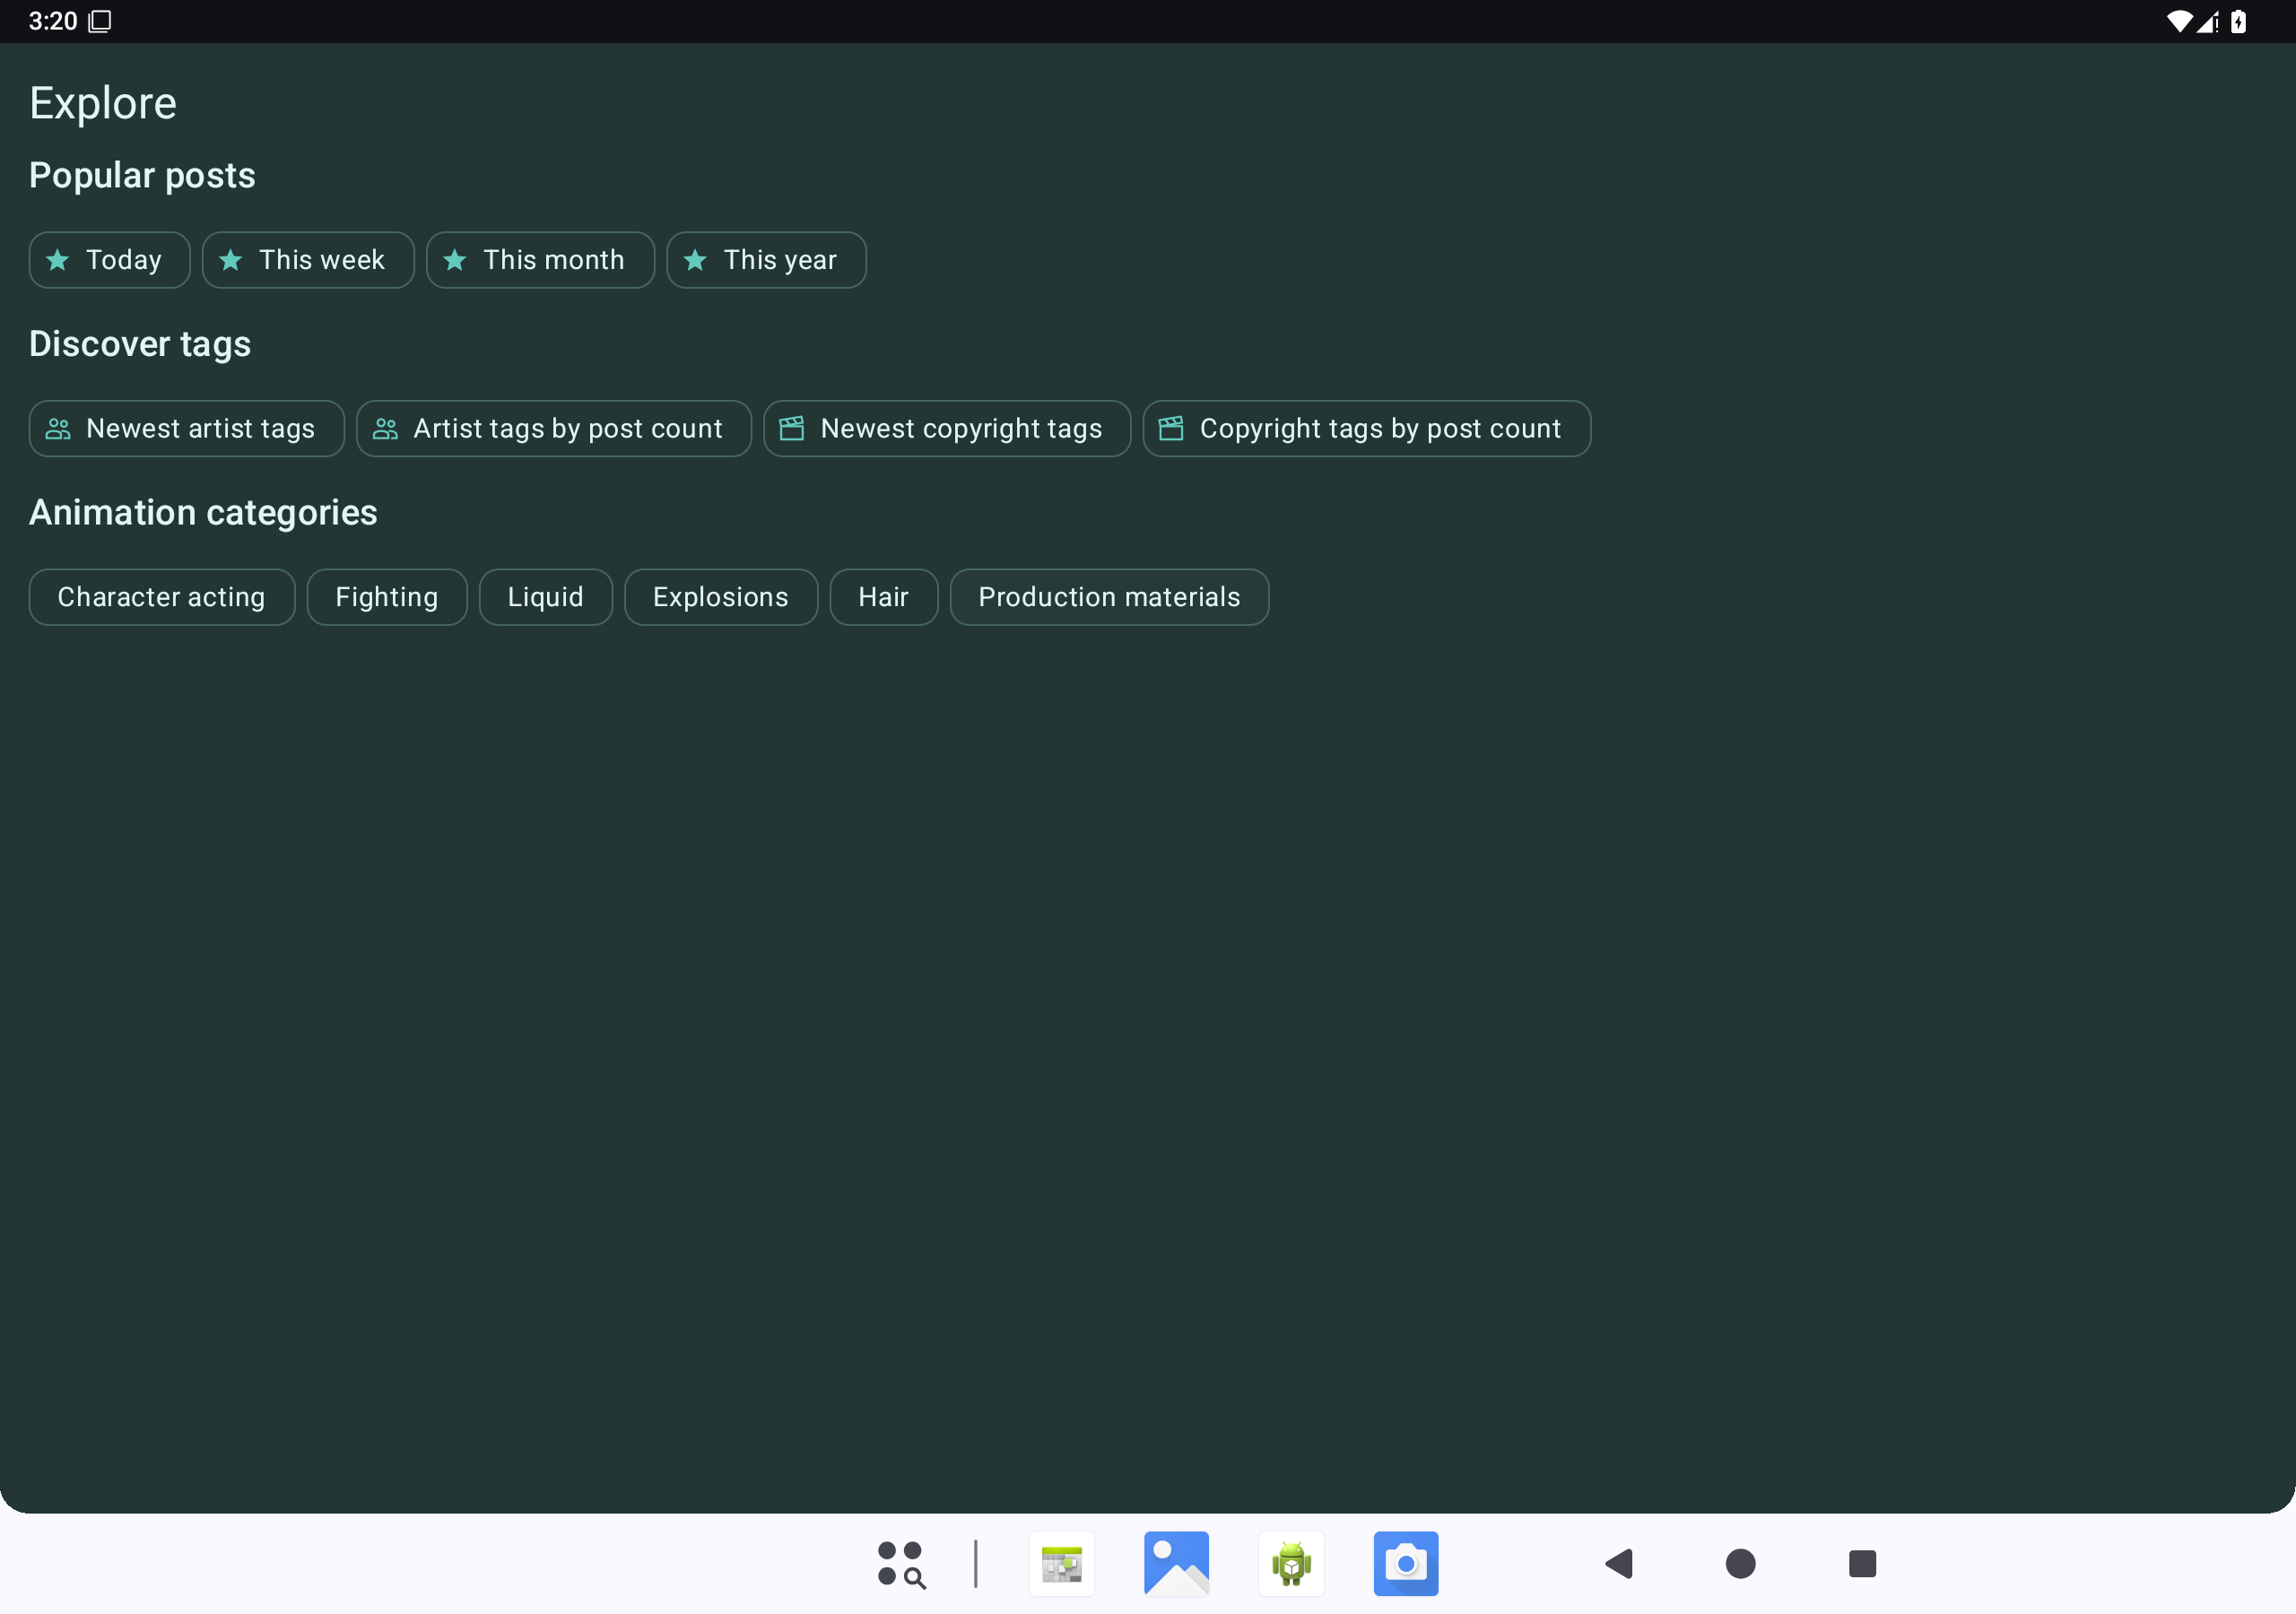 3:20
Explore
Popular posts
Today This week This month This year
Discover tags
Newest artist tags Artist tags by post count Newest copyright tags Copyright tags by post count
Animation categories
Character acting Fighting Liquid Explosions Hair Production materials